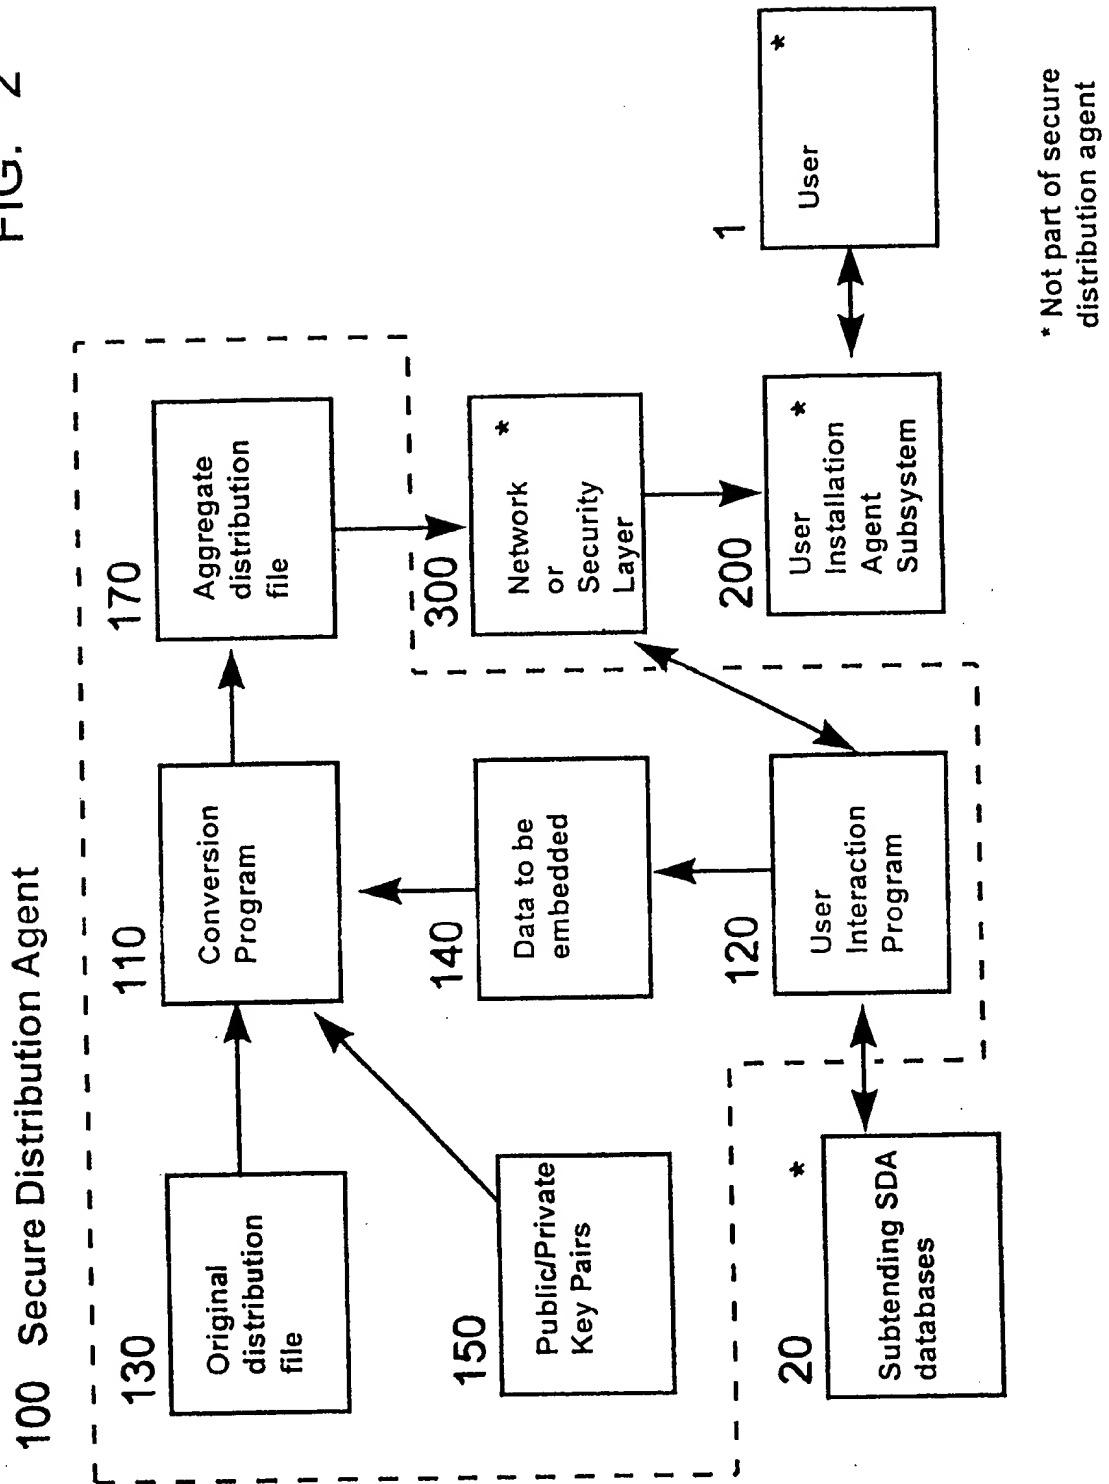 FIG. 2
100 Secure Distribution Agent
130
Original
distribution
file
110
Conversion
Program
170
Aggregate
distribution
file
150
Public/Private
Key Pairs
140
Data to be
embedded
300
Network *
or
Security
Layer
20
*
Subtending SDA
databases
120
User
Interaction
Program
200
User *
Installation
Agent
Subsystem
1
User *
* Not part of secure
distribution agent